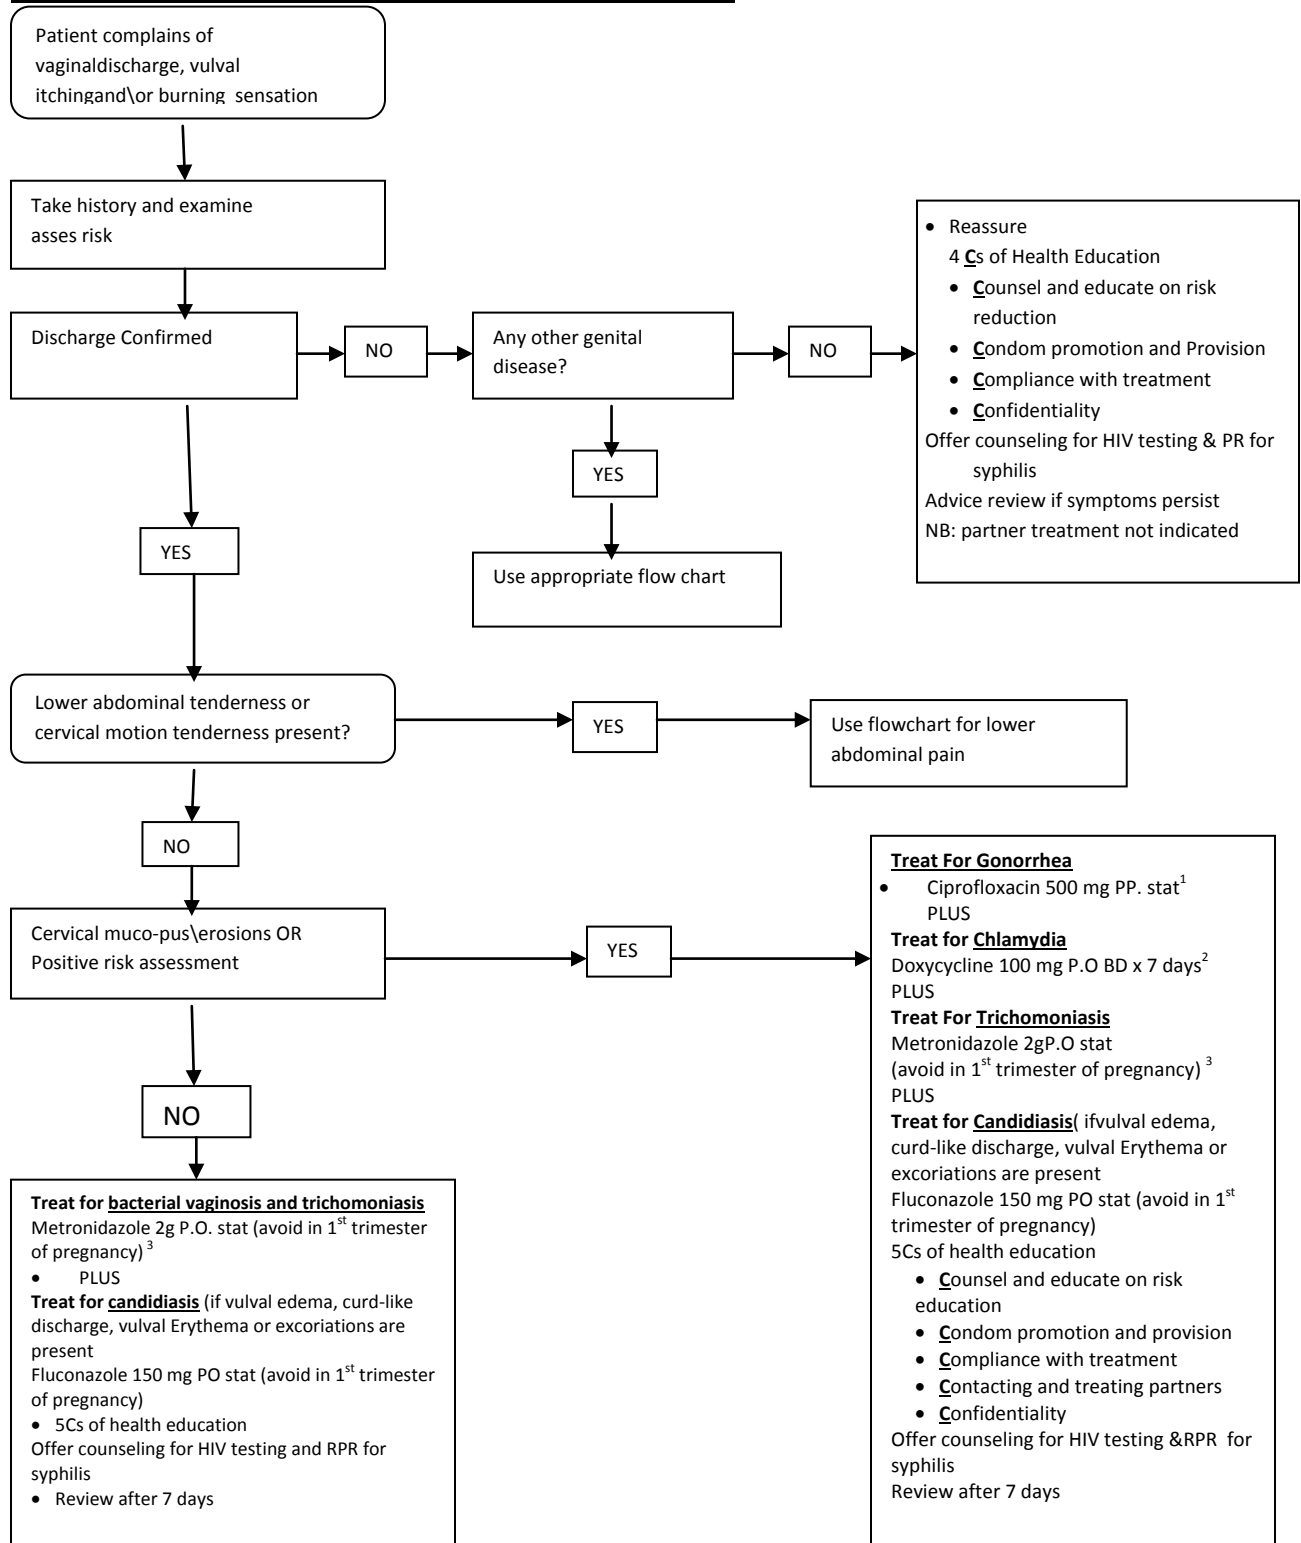 Patient complains of
vaginaldischarge, vulval
itchingand\or burning sensation
Take history and examine
asses risk
Discharge Confirmed
NO
Any other genital
disease?
NO
• Reassure
4 Cs of Health Education
• Counsel and educate on risk
reduction
• Condom promotion and Provision
• Compliance with treatment
• Confidentiality
Offer counseling for HIV testing & PR for
syphilis
Advice review if symptoms persist
NB: partner treatment not indicated
YES
Use appropriate flow chart
YES
Lower abdominal tenderness or
cervical motion tenderness present?
YES
Use flowchart for lower
abdominal pain
NO
Cervical muco-pus\erosions OR
Positive risk assessment
YES
Treat For Gonorrhea
• Ciprofloxacin 500 mg PP. stat1
PLUS
Treat for Chlamydia
Doxycycline 100 mg P.O BD x 7 days2
PLUS
Treat For Trichomoniasis
Metronidazole 2gP.O stat
(avoid in 1st trimester of pregnancy) 3
PLUS
Treat for Candidiasis( ifvulval edema,
curd-like discharge, vulval Erythema or
excoriations are present
Fluconazole 150 mg PO stat (avoid in 1st
trimester of pregnancy)
5Cs of health education
• Counsel and educate on risk
education
• Condom promotion and provision
• Compliance with treatment
• Contacting and treating partners
• Confidentiality
Offer counseling for HIV testing &RPR for
syphilis
Review after 7 days
NO
Treat for bacterial vaginosis and trichomoniasis
Metronidazole 2g P.O. stat (avoid in 1st trimester
of pregnancy) 3
• PLUS
Treat for candidiasis (if vulval edema, curd-like
discharge, vulval Erythema or excoriations are
present
Fluconazole 150 mg PO stat (avoid in 1st trimester
of pregnancy)
• 5Cs of health education
Offer counseling for HIV testing and RPR for
syphilis
• Review after 7 days